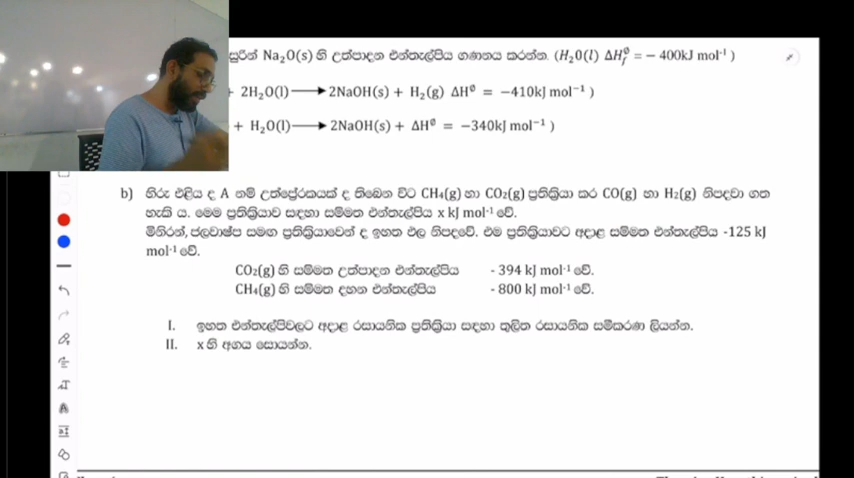 සුරින් Na₂O(s) හි උත්පාදන එන්තැල්පිය ගණනය කරන්න. (H₂0(l) ΔH_f^∅ = − 400kJ mol⁻¹ )
+ 2H₂O(l) ⟶ 2NaOH(s) + H₂(g) ΔH^∅ = −410kJ mol⁻¹ )
+ H₂O(l) ⟶ 2NaOH(s) + ΔH^∅ = −340kJ mol⁻¹ )
b) හිරු එළිය ද A නම් උත්ප්‍රේරකයක් ද තිබෙන විට CH₄(g) හා CO₂(g) ප්‍රතික්‍රියා කර CO(g) හා H₂(g) නිපදවා ගත
හැකි ය. මෙම ප්‍රතික්‍රියාව සඳහා සම්මත එන්තැල්පිය x kJ mol⁻¹ වේ.
මිනිරන්, ජලවාෂ්ප සමඟ ප්‍රතික්‍රියාවෙන් ද ඉහත ඵල නිපදවේ. එම ප්‍රතික්‍රියාවට අදාළ සම්මත එන්තැල්පිය -125 kJ
mol⁻¹ වේ.
CO₂(g) හි සම්මත උත්පාදන එන්තැල්පිය - 394 kJ mol⁻¹ වේ.
CH₄(g) හි සම්මත දහන එන්තැල්පිය - 800 kJ mol⁻¹ වේ.
I. ඉහත එන්තැල්පිවලට අදාළ රසායනික ප්‍රතික්‍රියා සඳහා තුලිත රසායනික සමීකරණ ලියන්න.
II. x හි අගය සොයන්න.